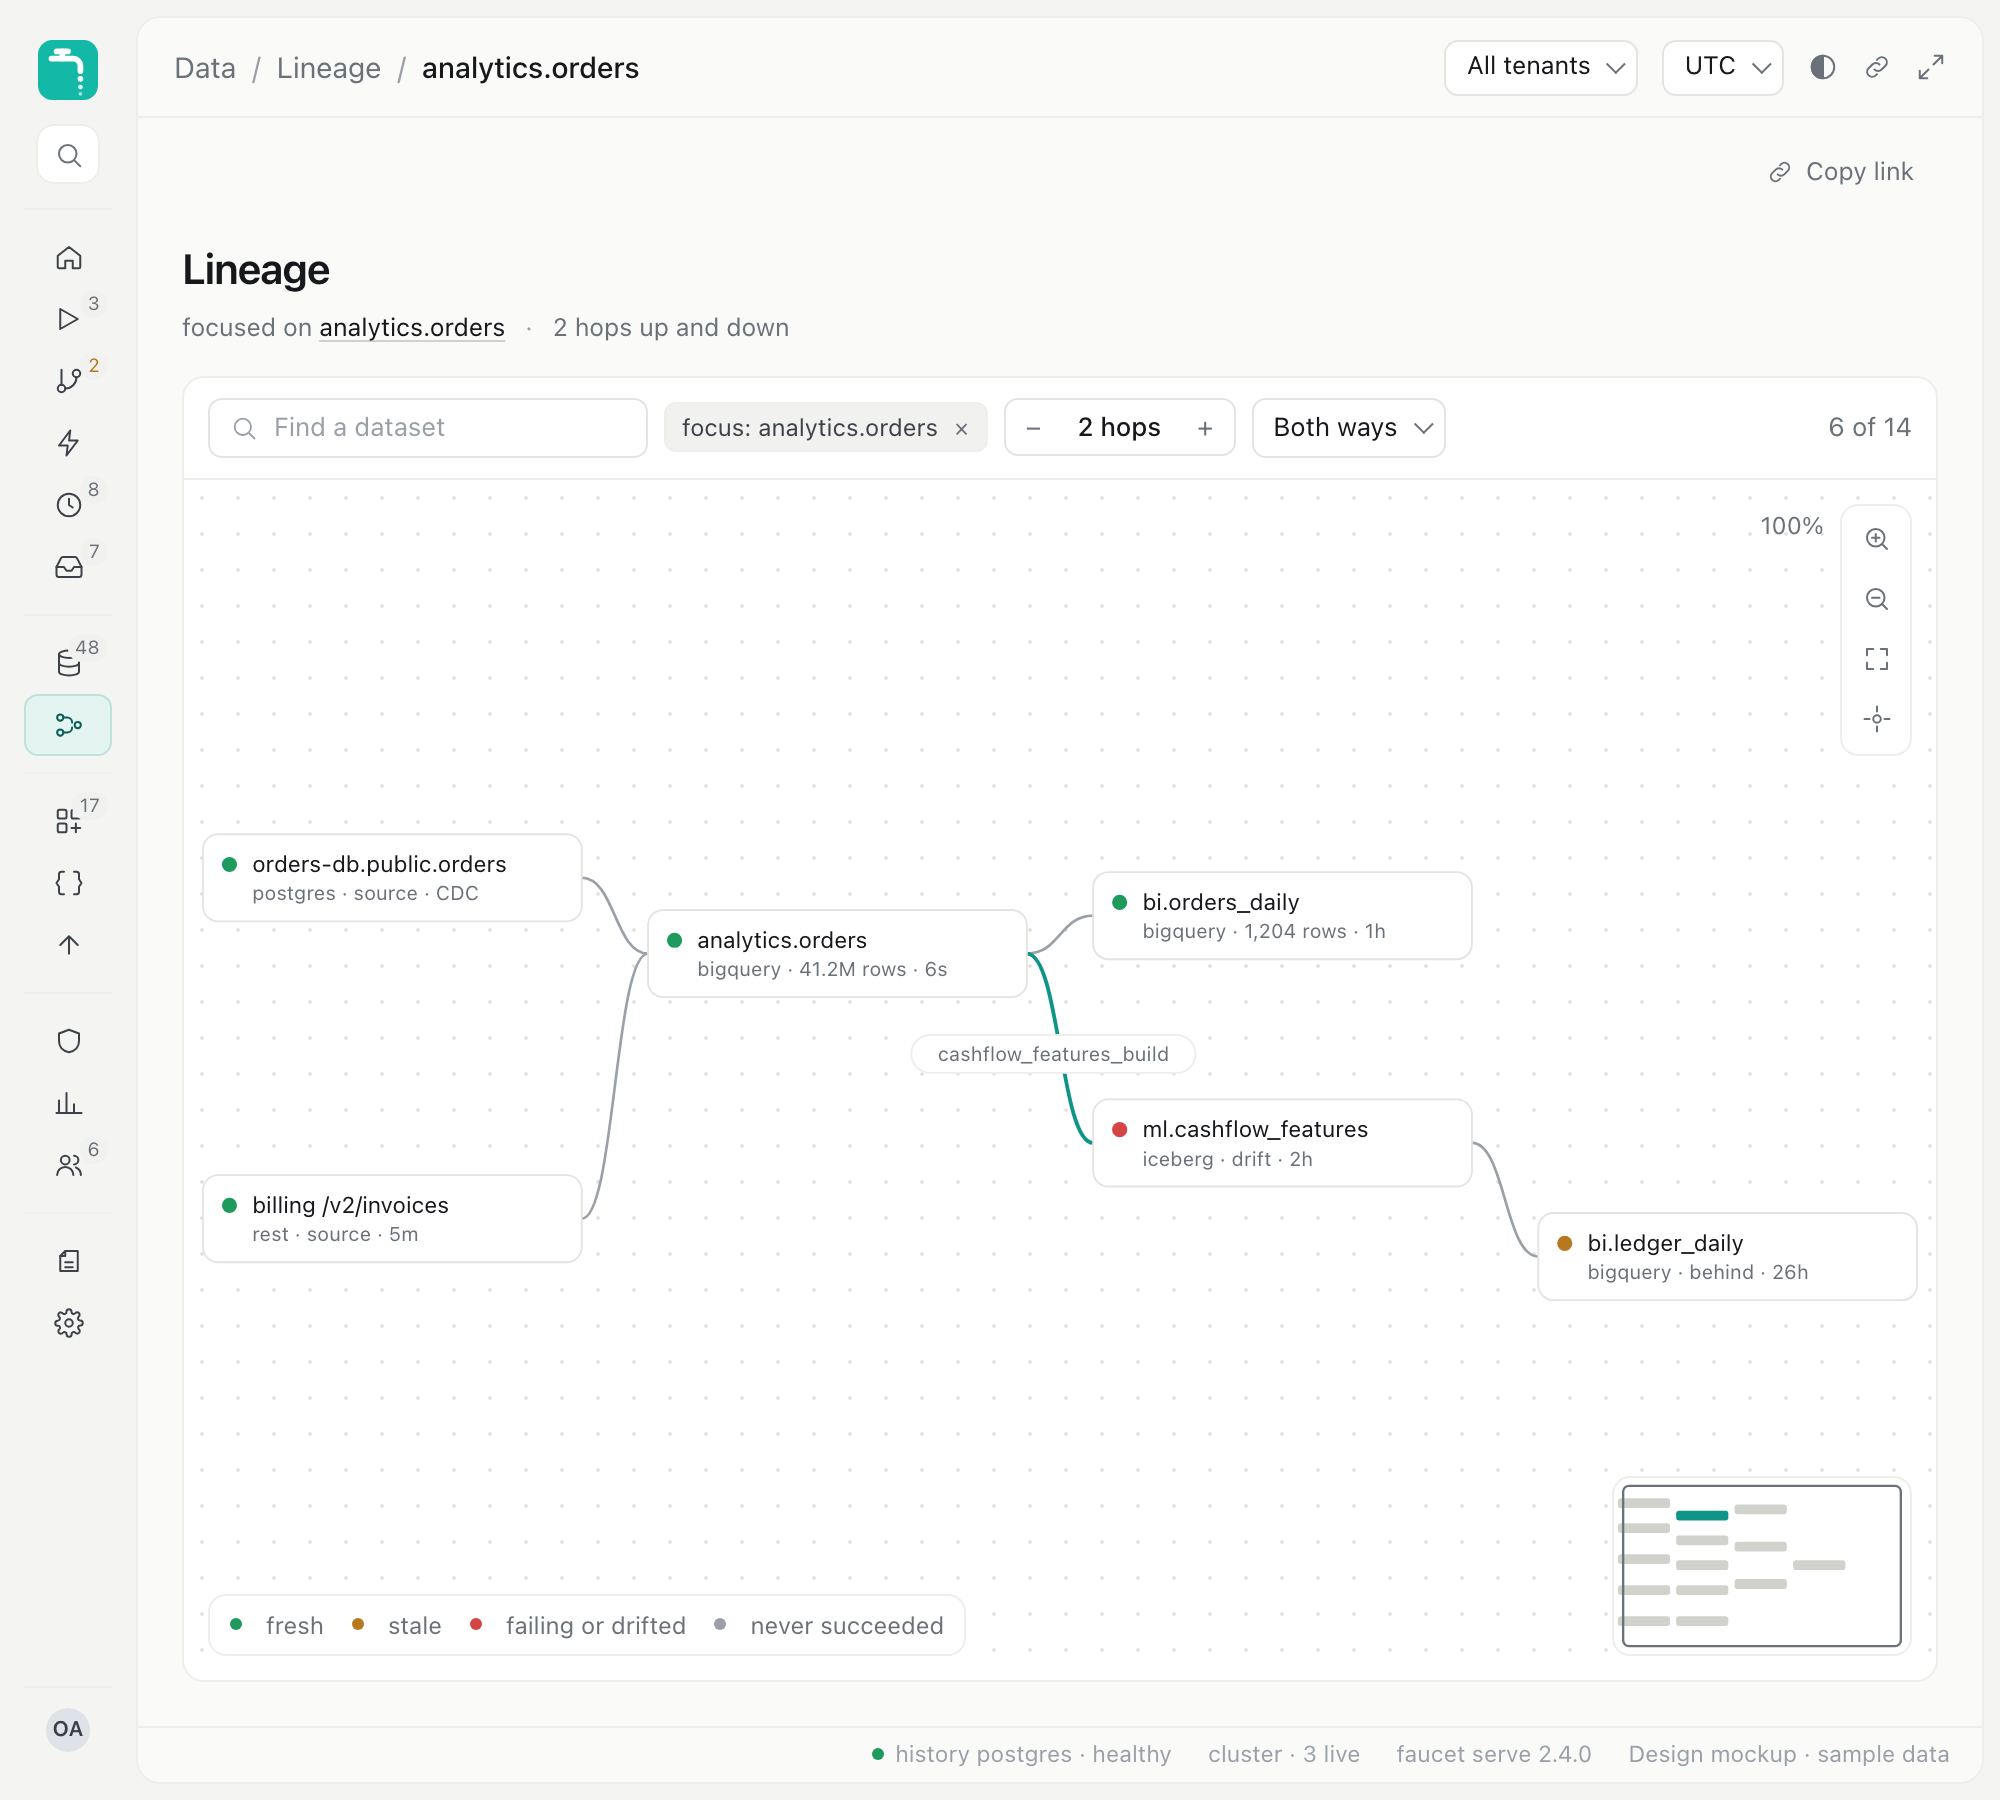 Data / Lineage / analytics.orders
All tenants
UTC
Copy link
3
2
8
7
48
17
6
OA
Lineage
focused on analytics.orders · 2 hops up and down
Find a dataset
focus: analytics.orders ×
− 2 hops +
Both ways
6 of 14
100%
orders-db.public.orders
postgres · source · CDC
analytics.orders
bigquery · 41.2M rows · 6s
bi.orders_daily
bigquery · 1,204 rows · 1h
cashflow_features_build
ml.cashflow_features
iceberg · drift · 2h
billing /v2/invoices
rest · source · 5m
bi.ledger_daily
bigquery · behind · 26h
fresh
stale
failing or drifted
never succeeded
history postgres · healthy
cluster · 3 live
faucet serve 2.4.0
Design mockup · sample data